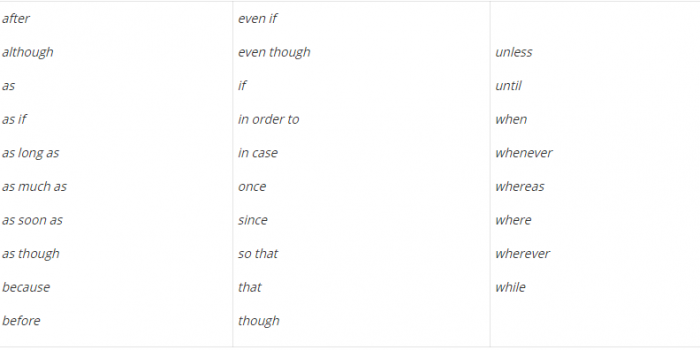 after
although
as
as if
as long as
as much as
as soon as
as though
because
before
even if
even though
if
in order to
in case
once
since
so that
that
though
unless
until
when
whenever
whereas
where
wherever
while